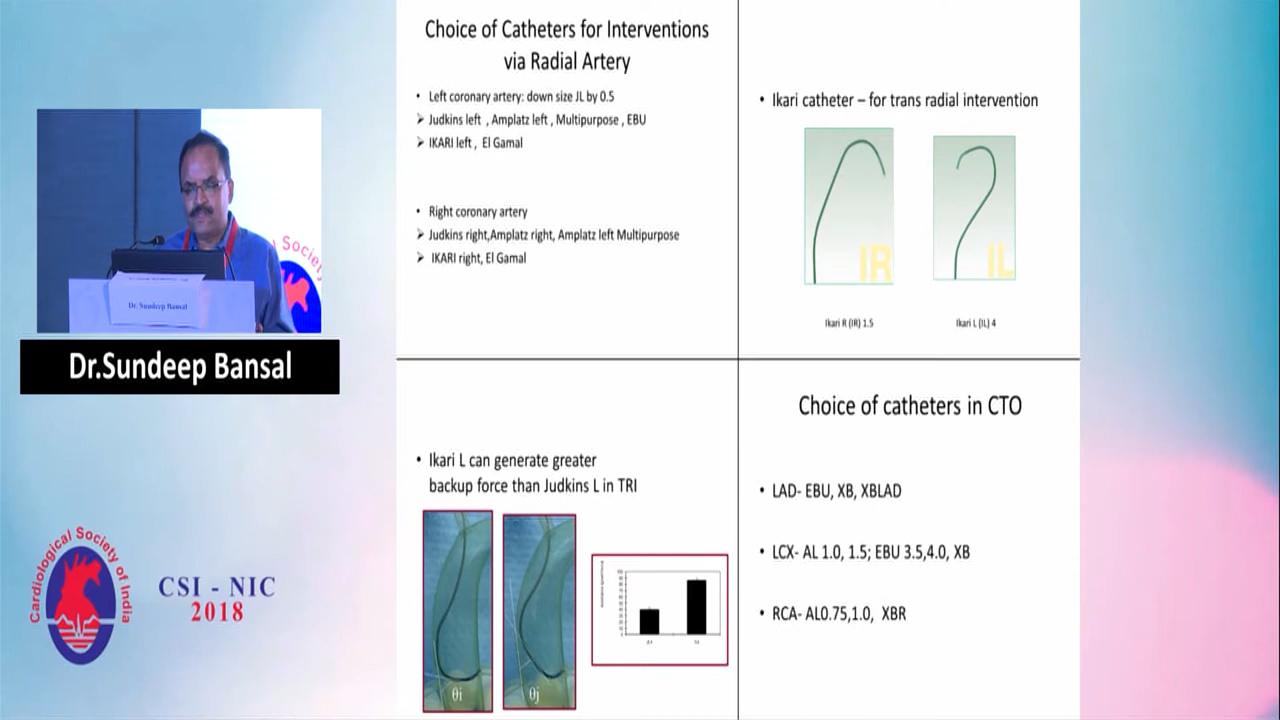 Choice of Catheters for Interventions
via Radial Artery
• Left coronary artery: down size JL by 0.5
➢ Judkins left , Amplatz left , Multipurpose , EBU
➢ IKARI left , El Gamal
• Right coronary artery
➢ Judkins right,Amplatz right, Amplatz left Multipurpose
➢ IKARI right, El Gamal
• Ikari catheter – for trans radial intervention
IR
IL
Ikari R (IR) 1.5
Ikari L (IL) 4
• Ikari L can generate greater
backup force than Judkins L in TRI
θi
θj
Choice of catheters in CTO
• LAD- EBU, XB, XBLAD
• LCX- AL 1.0, 1.5; EBU 3.5,4.0, XB
• RCA- AL0.75,1.0, XBR
Society
Dr. Sundeep Bansal
Dr.Sundeep Bansal
Cardiological Society of India
CSI - NIC
2018